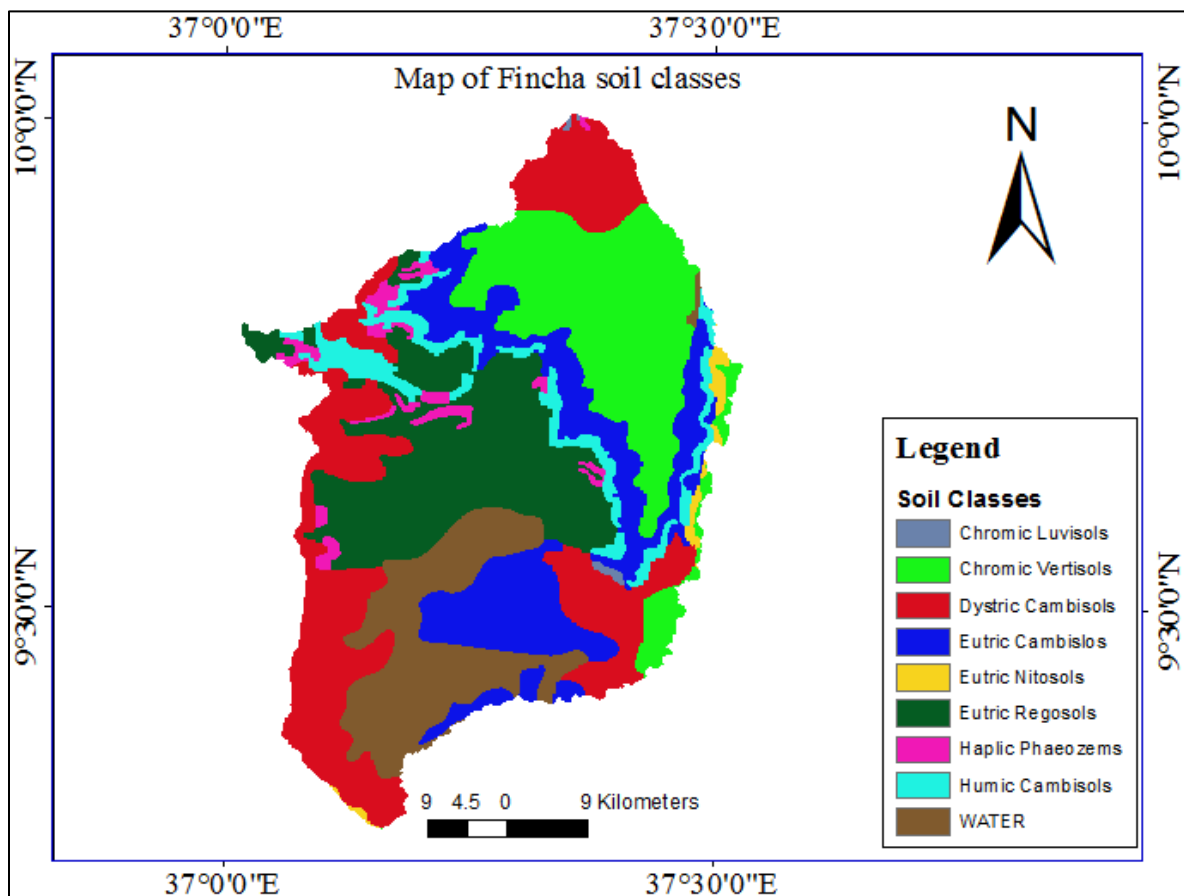 37°0'0"E 37°30'0"E
Map of Fincha soil classes
10°0'0"N 10°0'0"N
N
9°30'0"N 9°30'0"N
Legend
Soil Classes
Chromic Luvisols
Chromic Vertisols
Dystric Cambisols
Eutric Cambislos
Eutric Nitosols
Eutric Regosols
Haplic Phaeozems
Humic Cambisols
WATER
9 4.5 0 9 Kilometers
37°0'0"E 37°30'0"E